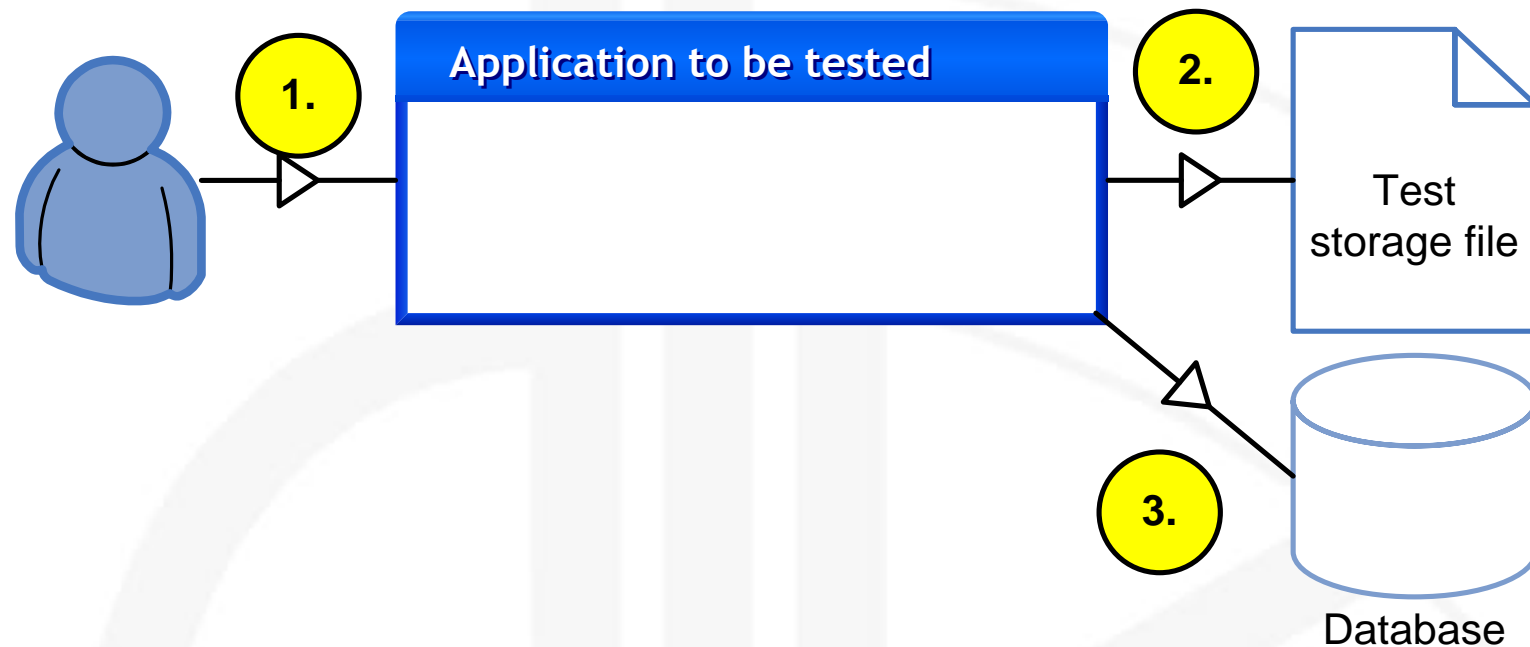 1.
Application to be tested
2.
Test
storage file
3.
Database